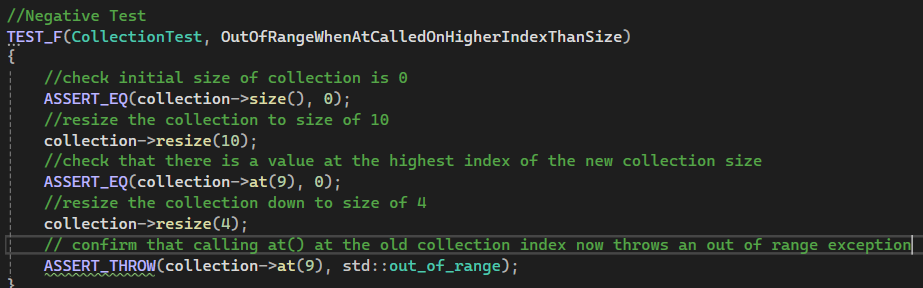 //Negative Test
TEST_F(CollectionTest, OutOfRangeWhenAtCalledOnHigherIndexThanSize)
{
    //check initial size of collection is 0
    ASSERT_EQ(collection->size(), 0);
    //resize the collection to size of 10
    collection->resize(10);
    //check that there is a value at the highest index of the new collection size
    ASSERT_EQ(collection->at(9), 0);
    //resize the collection down to size of 4
    collection->resize(4);
    // confirm that calling at() at the old collection index now throws an out of range exception
    ASSERT_THROW(collection->at(9), std::out_of_range);
}